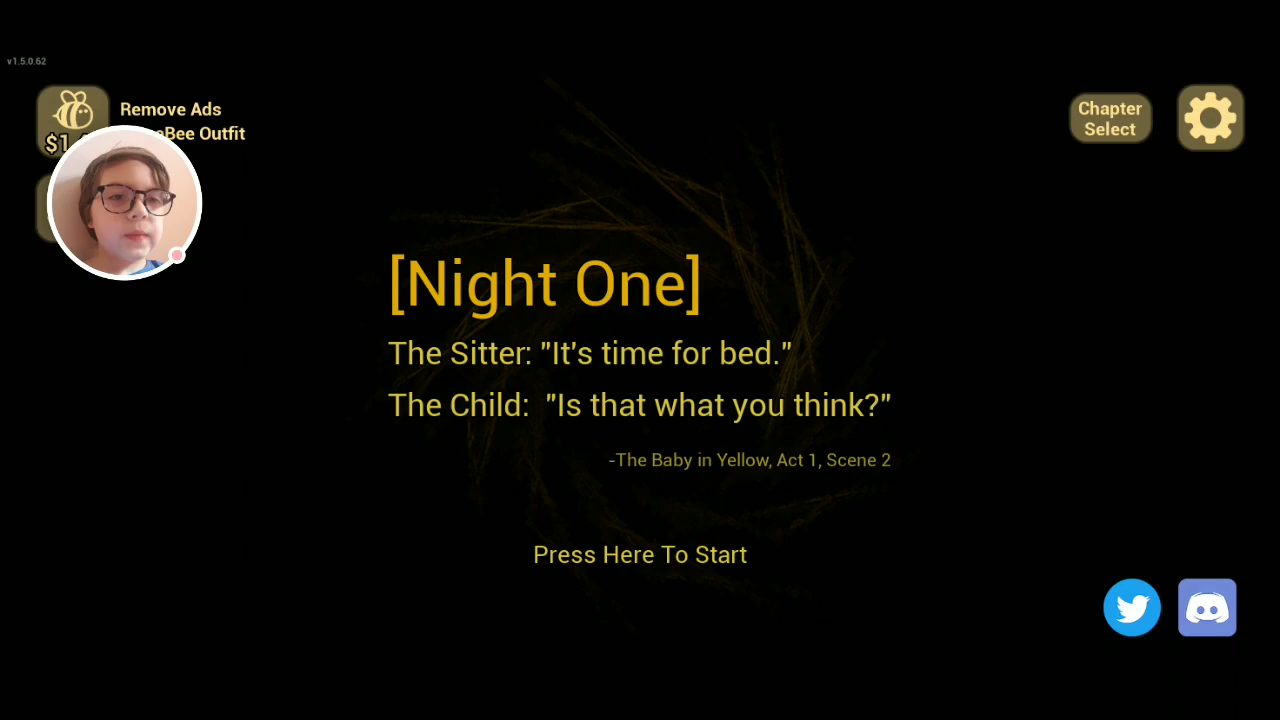 v1.5.0.62
Remove Ads
Bee Outfit
$1
Chapter
Select
[Night One]
The Sitter: "It's time for bed."
The Child: "Is that what you think?"
-The Baby in Yellow, Act 1, Scene 2
Press Here To Start